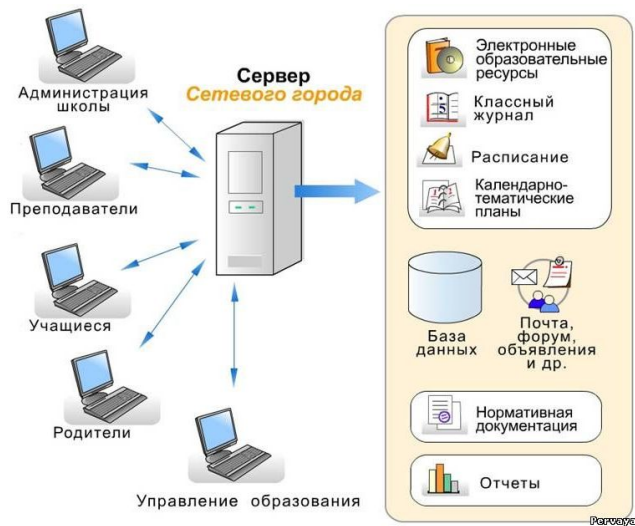 Администрация
школы
Преподаватели
Учащиеся
Родители
Управление образования
Сервер
Сетевого города
Электронные
образовательные
ресурсы
5
Классный
журнал
Расписание
Календарно-
тематические
планы
База
данных
Почта,
форум,
объявления
и др.
Нормативная
документация
Отчеты